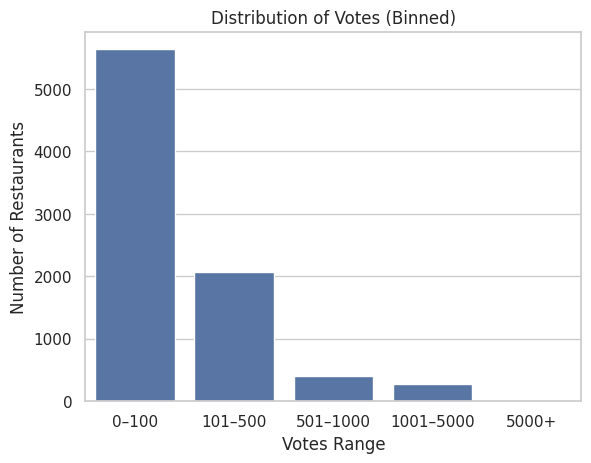 Distribution of Votes (Binned)
Number of Restaurants
5000
4000
3000
2000
1000
0
0–100 101–500 501–1000 1001–5000 5000+
Votes Range